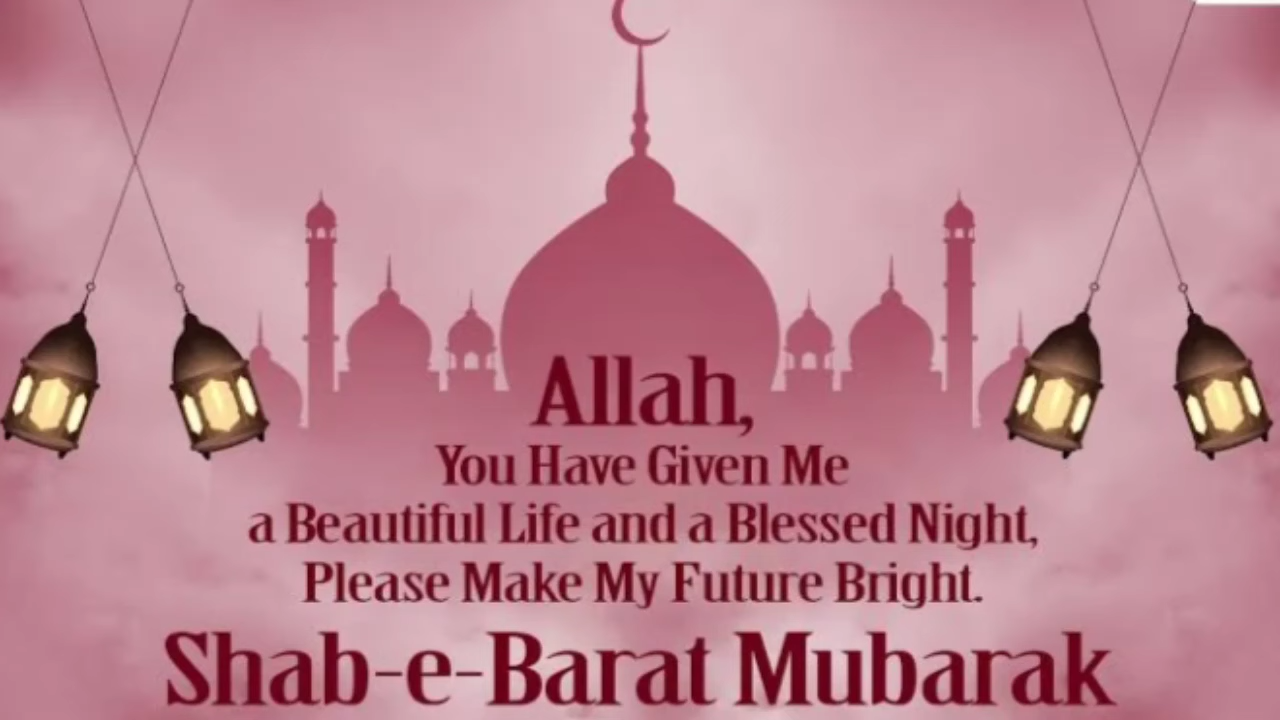 Allah,
You Have Given Me
a Beautiful Life and a Blessed Night,
Please Make My Future Bright.
Shab-e-Barat Mubarak